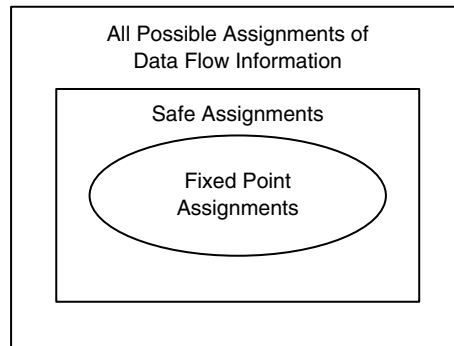 All Possible Assignments of
Data Flow Information
Safe Assignments
Fixed Point
Assignments